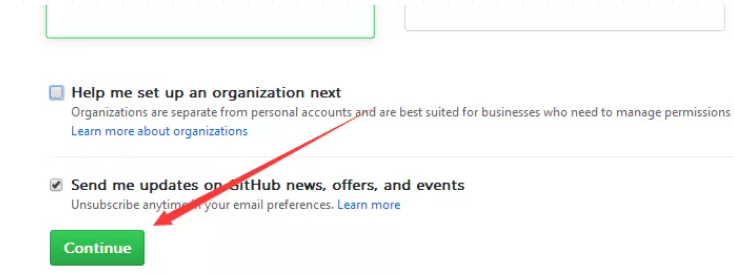 Help me set up an organization next
Organizations are separate from personal accounts and are best suited for businesses who need to manage permissions
Learn more about organizations
Send me updates on GitHub news, offers, and events
Unsubscribe anytime in your email preferences. Learn more
Continue